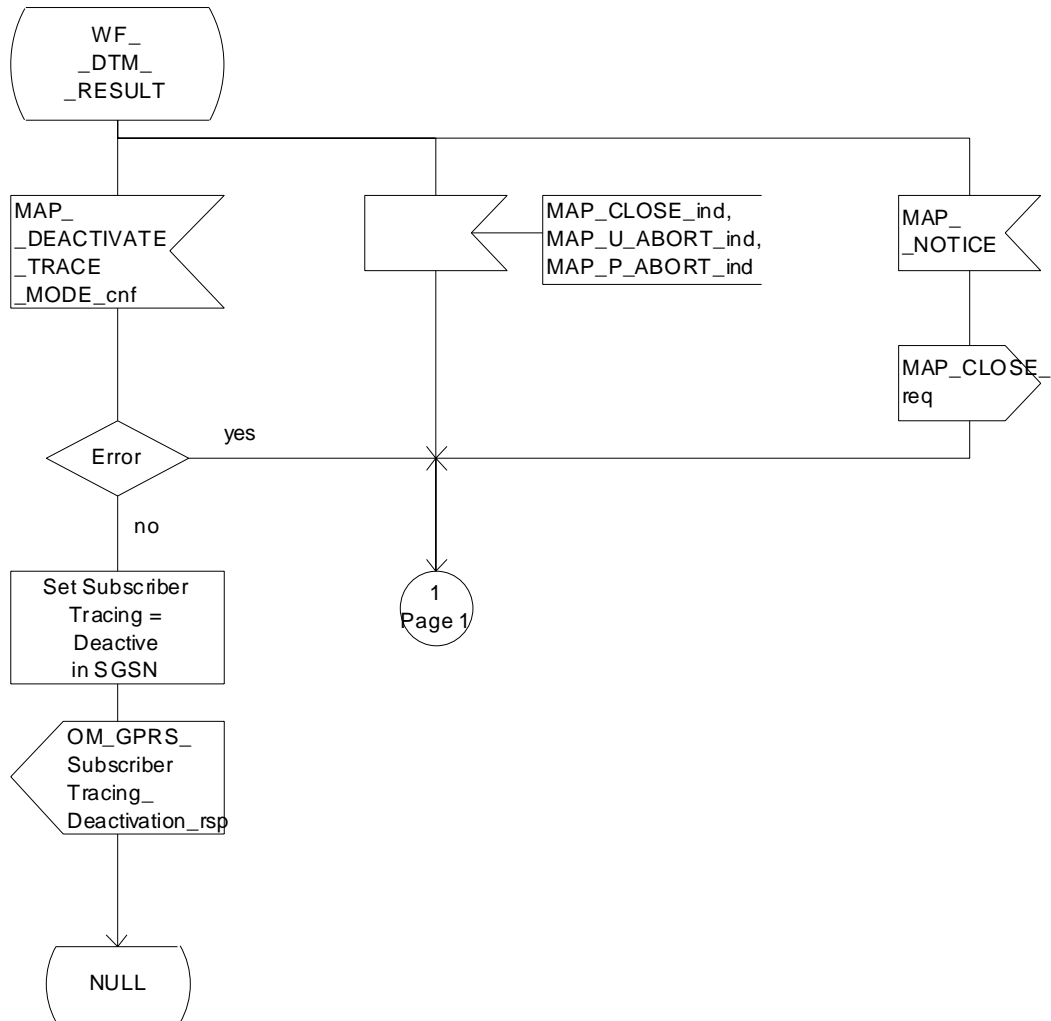 WF_
_DTM_
_RESULT
MAP_
_DEACTIVATE
_TRACE
_MODE_cnf
MAP_CLOSE_ind,
MAP_U_ABORT_ind,
MAP_P_ABORT_ind
MAP_
_NOTICE
MAP_CLOSE_
req
Error
yes
no
Set Subscriber
Tracing =
Deactive
in SGSN
1
Page 1
OM_GPRS_
Subscriber
Tracing_
Deactivation_rsp
NULL